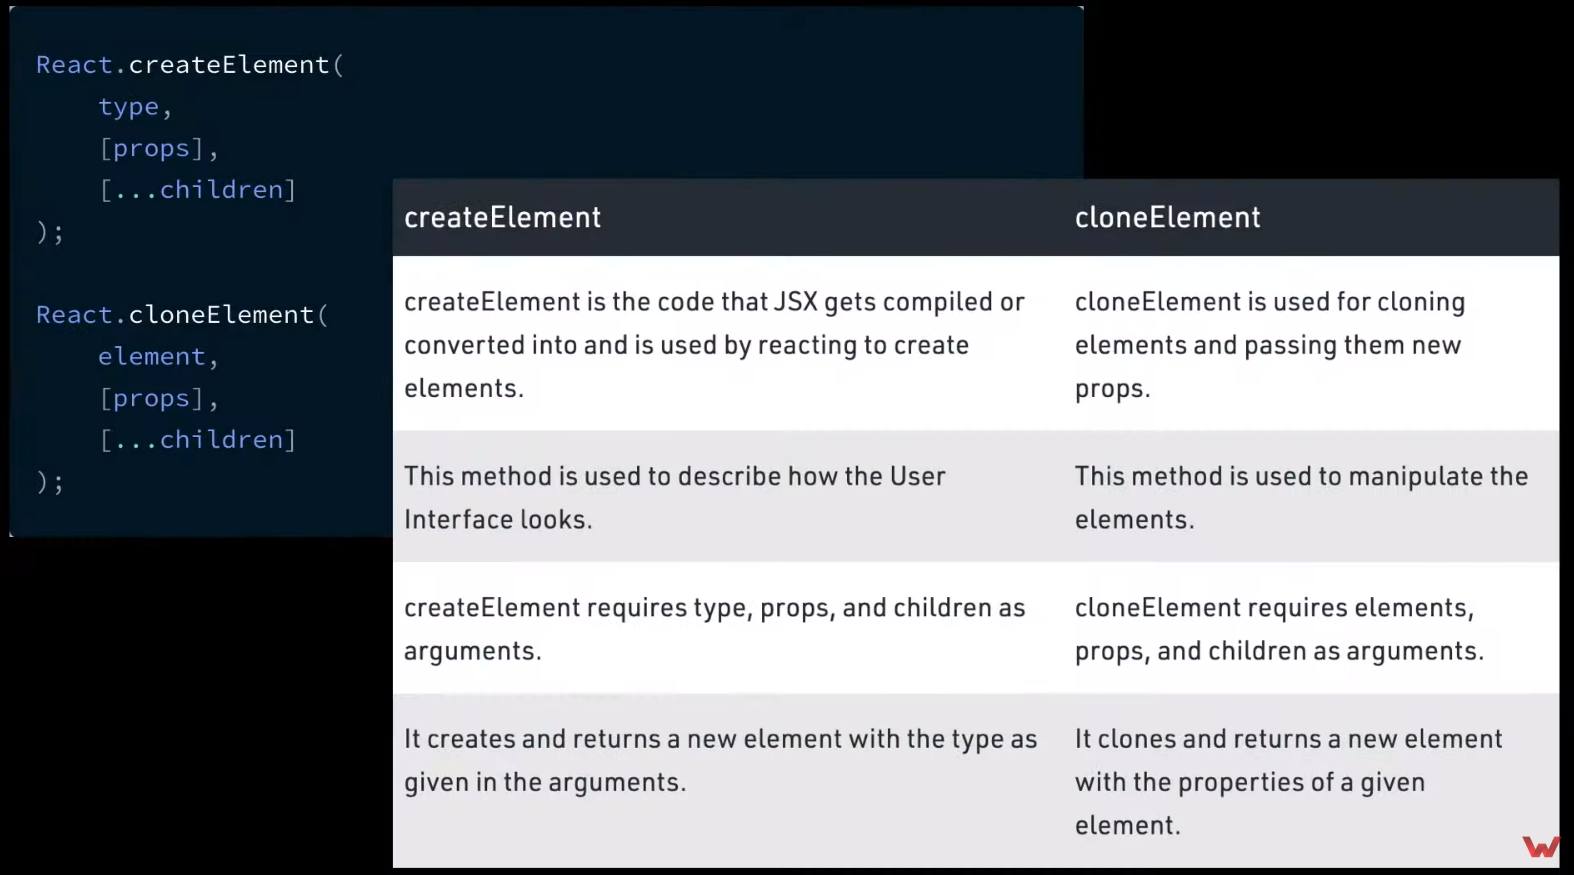 React.createElement(
type,
[props],
[...children]
);
React.cloneElement(
element,
[props],
[...children]
);
createElement
cloneElement
createElement is the code that JSX gets compiled or
converted into and is used by reacting to create
elements.
cloneElement is used for cloning
elements and passing them new
props.
This method is used to describe how the User
Interface looks.
This method is used to manipulate the
elements.
createElement requires type, props, and children as
arguments.
cloneElement requires elements,
props, and children as arguments.
It creates and returns a new element with the type as
given in the arguments.
It clones and returns a new element
with the properties of a given
element.